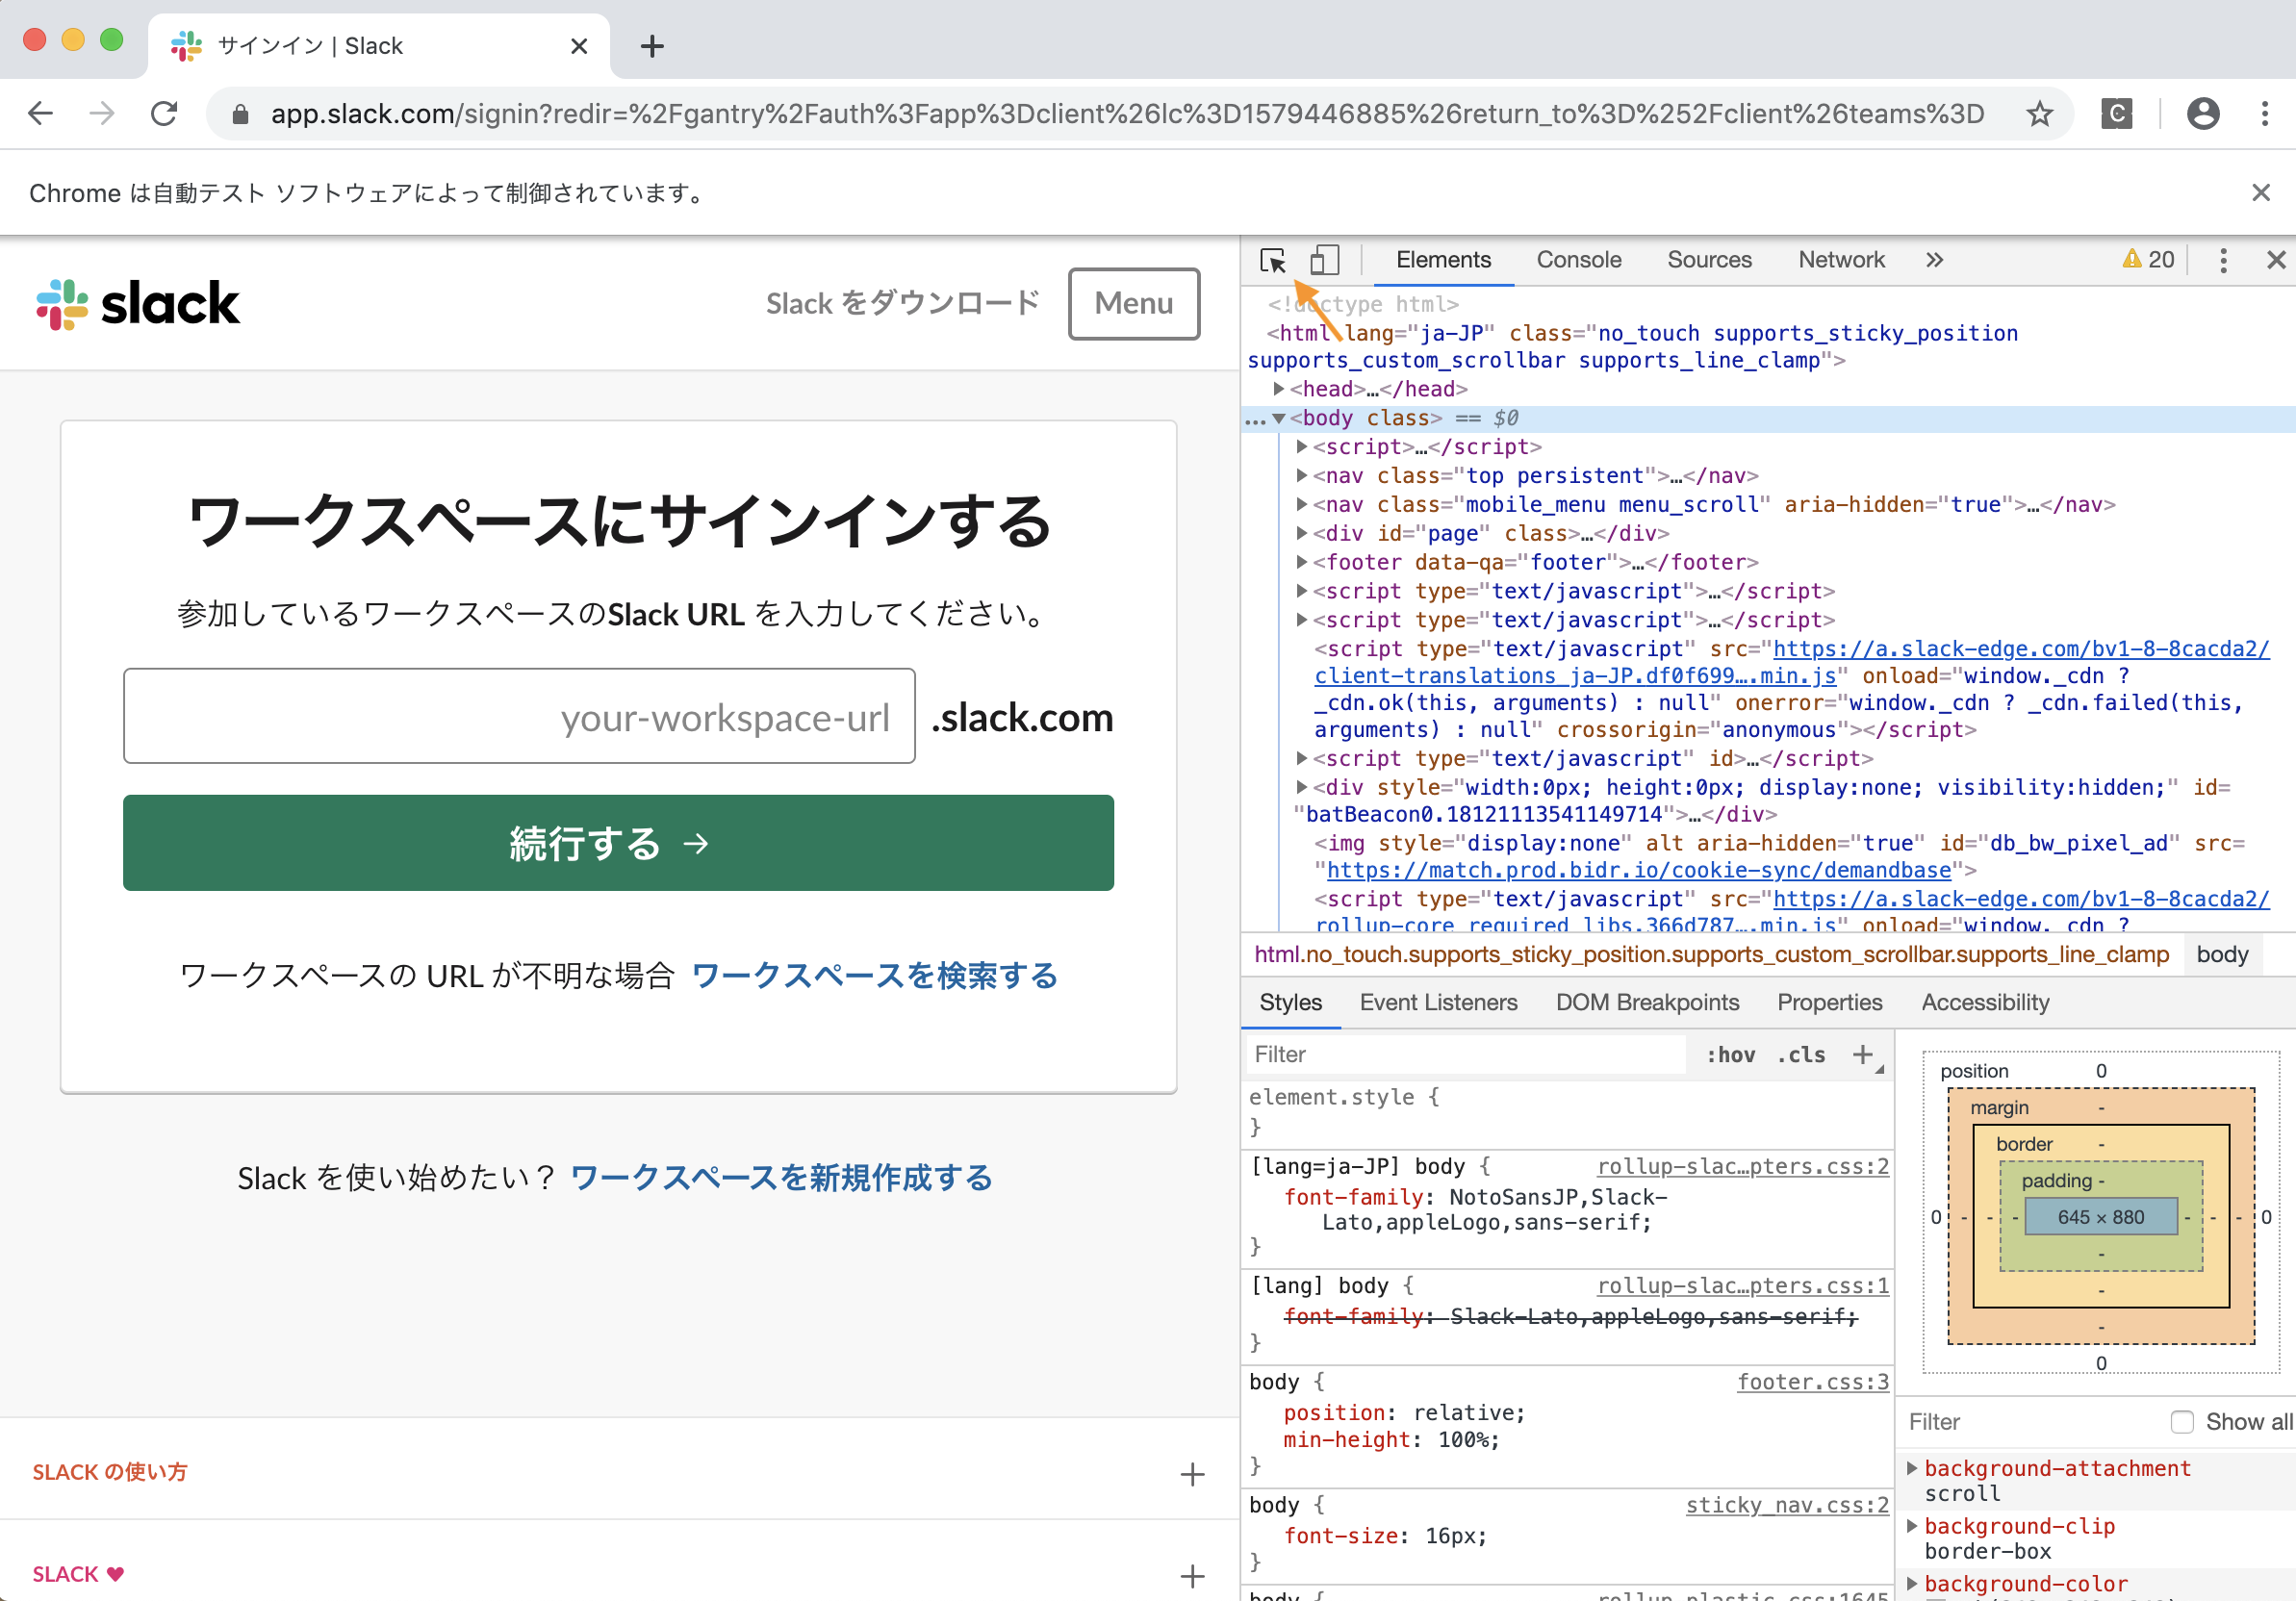 サインイン | Slack
app.slack.com/signin?redir=%2Fgantry%2Fauth%3Fapp%3Dclient%26lc%3D1579446885%26return_to%3D%252Fclient%26teams%3D
C
Chrome は自動テスト ソフトウェアによって制御されています。
slack
Slack をダウンロード
Menu
ワークスペースにサインインする
参加しているワークスペースのSlack URL を入力してください。
your-workspace-url
.slack.com
続行する →
ワークスペースの URL が不明な場合 ワークスペースを検索する
Slack を使い始めたい？ ワークスペースを新規作成する
SLACK の使い方
SLACK ♥
Elements Console Sources Network » 20
<!doctype html>
<html lang="ja-JP" class="no_touch supports_sticky_position
supports_custom_scrollbar supports_line_clamp">
<head>…</head>
… <body class> == $0
<script>…</script>
<nav class="top persistent">…</nav>
<nav class="mobile_menu menu_scroll" aria-hidden="true">…</nav>
<div id="page" class>…</div>
<footer data-qa="footer">…</footer>
<script type="text/javascript">…</script>
<script type="text/javascript">…</script>
<script type="text/javascript" src="https://a.slack-edge.com/bv1-8-8cacda2/
client-translations_ja-JP.df0f699….min.js" onload="window._cdn ?
_cdn.ok(this, arguments) : null" onerror="window._cdn ? _cdn.failed(this,
arguments) : null" crossorigin="anonymous"></script>
<script type="text/javascript" id>…</script>
<div style="width:0px; height:0px; display:none; visibility:hidden;" id=
"batBeacon0.18121113541149714">…</div>
<img style="display:none" alt aria-hidden="true" id="db_bw_pixel_ad" src=
"https://match.prod.bidr.io/cookie-sync/demandbase">
<script type="text/javascript" src="https://a.slack-edge.com/bv1-8-8cacda2/
rollup-core_required_libs.366d787….min.js" onload="window._cdn ?
html.no_touch.supports_sticky_position.supports_custom_scrollbar.supports_line_clamp body
Styles Event Listeners DOM Breakpoints Properties Accessibility
Filter :hov .cls +
element.style {
}
[lang=ja-JP] body { rollup-slac…pters.css:2
font-family: NotoSansJP,Slack-
Lato,appleLogo,sans-serif;
}
[lang] body { rollup-slac…pters.css:1
font-family: Slack-Lato,appleLogo,sans-serif;
}
body { footer.css:3
position: relative;
min-height: 100%;
}
body { sticky_nav.css:2
font-size: 16px;
}
body { rollup-plastic.css:1645
position 0
margin -
border -
padding -
0 - - - 645 × 880 - - - 0
-
-
-
0
Filter Show all
background-attachment
scroll
background-clip
border-box
background-color